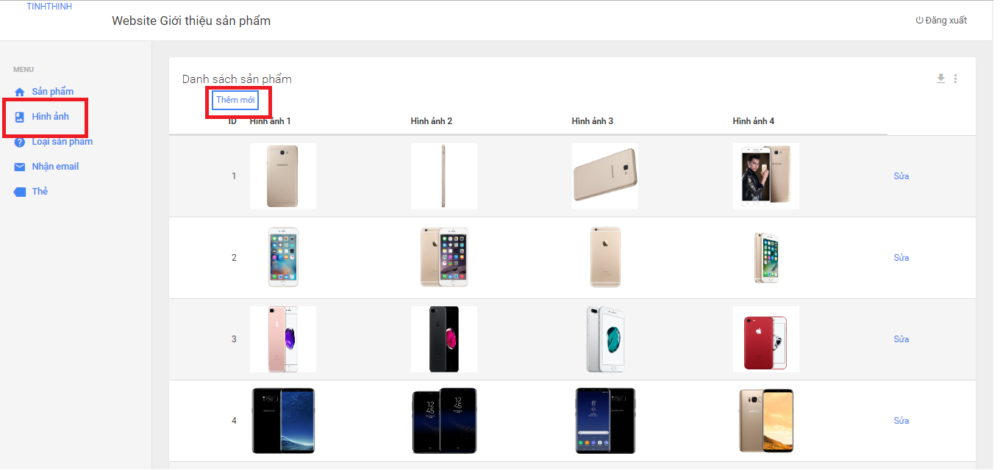 TINHTHINH
Website Giới thiệu sản phẩm
Đăng xuất
MENU
Sản phẩm
Hình ảnh
Loại sản phẩm
Nhận email
Thẻ
Danh sách sản phẩm
Thêm mới
ID Hình ảnh 1 Hình ảnh 2 Hình ảnh 3 Hình ảnh 4
1 Sửa
2 Sửa
3 Sửa
4 Sửa